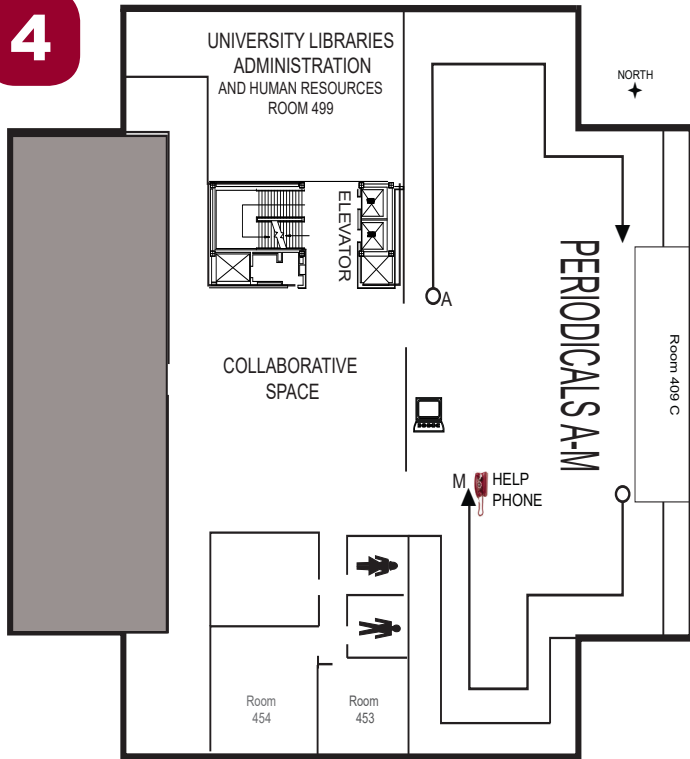 4
UNIVERSITY LIBRARIES
ADMINISTRATION
AND HUMAN RESOURCES
ROOM 499
NORTH
ELEVATOR
A
PERIODICALS A-M
Room 409 C
COLLABORATIVE
SPACE
M
HELP
PHONE
Room
454
Room
453